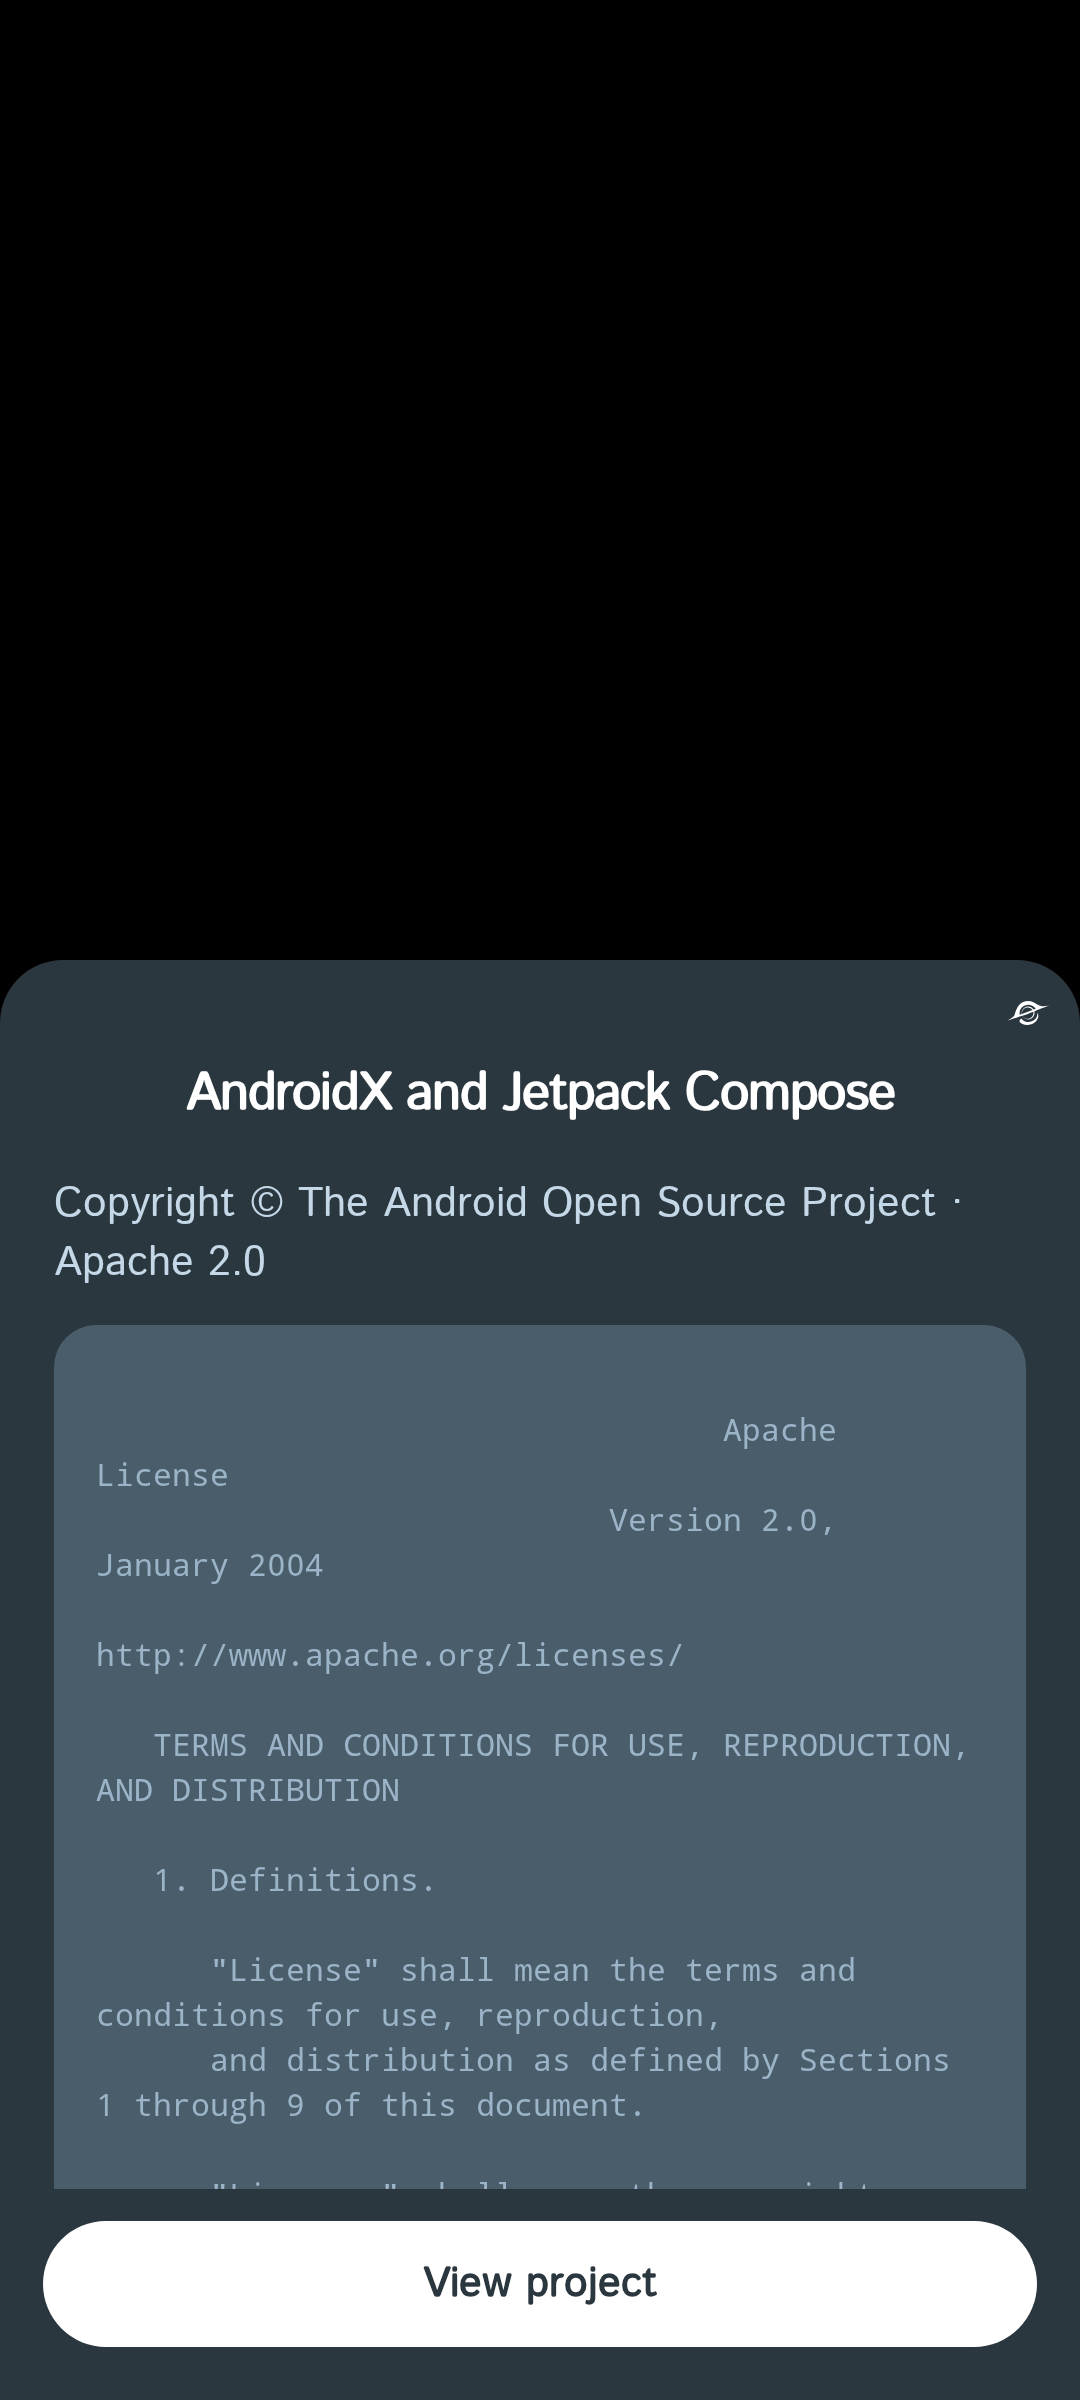 AndroidX and Jetpack Compose
Copyright © The Android Open Source Project ·
Apache 2.0
Apache
License
Version 2.0,
January 2004
http://www.apache.org/licenses/
TERMS AND CONDITIONS FOR USE, REPRODUCTION,
AND DISTRIBUTION
1. Definitions.
"License" shall mean the terms and
conditions for use, reproduction,
and distribution as defined by Sections
1 through 9 of this document.
View project